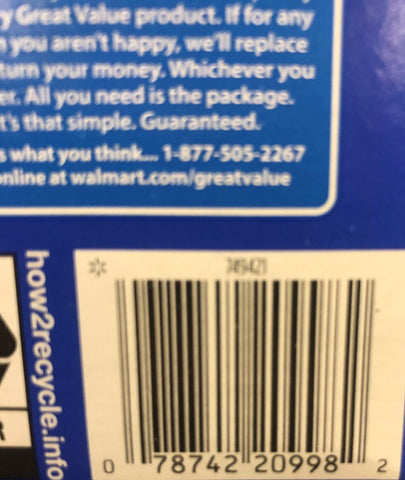 y Great Value product. If for any
you aren't happy, we'll replace
turn your money. Whichever you
er. All you need is the package.
t's that simple. Guaranteed.
s what you think... 1-877-505-2267
online at walmart.com/greatvalue
how2recycle.info
749421
0 78742 20998 2